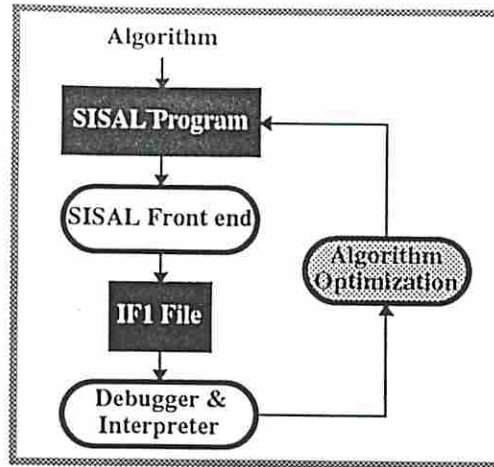 Algorithm
SISAL Program
SISAL Front end
Algorithm
Optimization
IF1 File
Debugger &
Interpreter